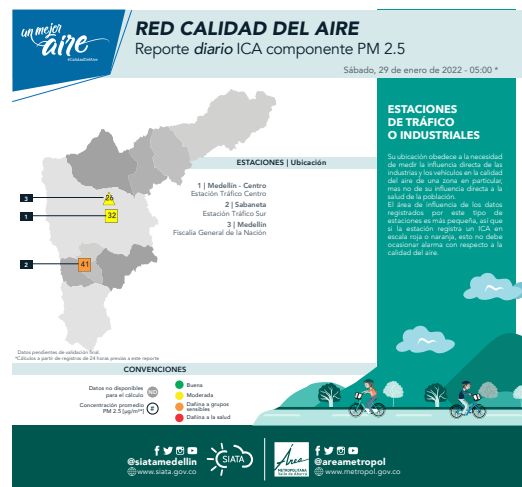 un mejor
aire
#CalidadDelAire
RED CALIDAD DEL AIRE
Reporte diario ICA componente PM 2.5
Sábado, 29 de enero de 2022 - 05:00 *
ESTACIONES
DE TRÁFICO
O INDUSTRIALES
Su ubicación obedece a la necesidad
de medir la influencia directa de las
industrias y los vehículos en la calidad
del aire de una zona en particular,
mas no de su influencia directa a la
salud de la población.
El área de influencia de los datos
registrados por este tipo de
estaciones es más pequeña, así que
si la estación registra un ICA en
escala roja o naranja, esto no debe
ocasionar alarma con respecto a la
calidad del aire.
ESTACIONES | Ubicación
1 | Medellín - Centro
Estación Tráfico Centro
2 | Sabaneta
Estación Tráfico Sur
3 | Medellín
Fiscalía General de la Nación
3
26
1
32
2
41
Datos pendientes de validación final.
*Cálculos a partir de registros de 24 horas previas a este reporte
CONVENCIONES
Datos no disponibles
para el cálculo
Concentración promedio
PM 2.5 [µg/m³]
#
Buena
Moderada
Dañina a grupos
sensibles
Dañina a la salud
@siatamedellin
www.siata.gov.co
SIATA
Área
METROPOLITANA
Valle de Aburrá
@areametropol
www.metropol.gov.co